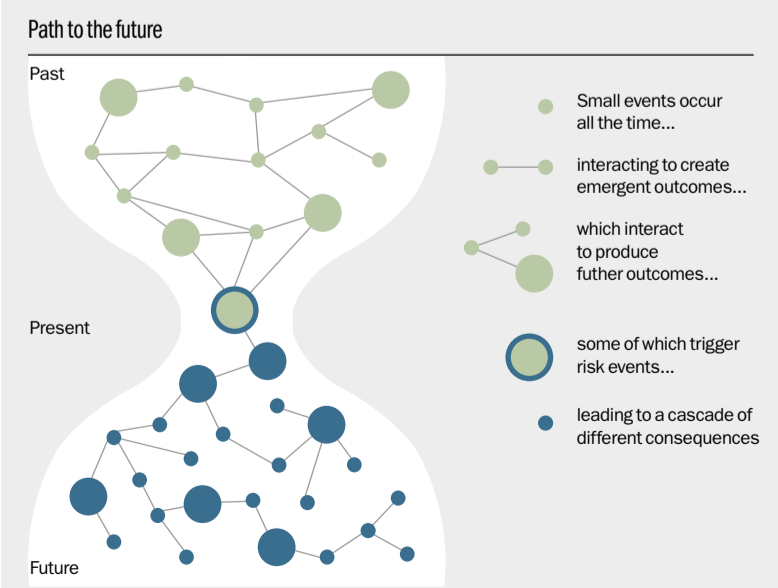 Path to the future
Past
Small events occur
all the time...
interacting to create
emergent outcomes...
which interact
to produce
futher outcomes...
Present
some of which trigger
risk events...
leading to a cascade of
different consequences
Future